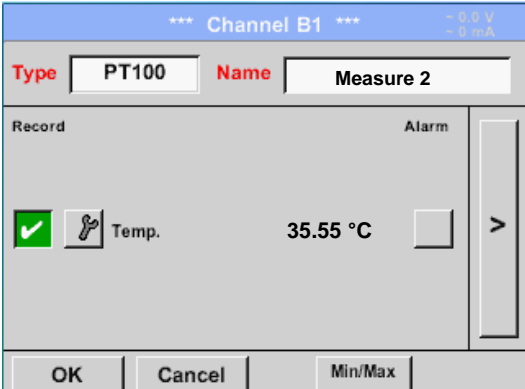 *** Channel B1 ***
~ 0.0 V
~ 0 mA
Type PT100 Name Measure 2
Record Alarm
Temp. 35.55 °C >
OK Cancel Min/Max